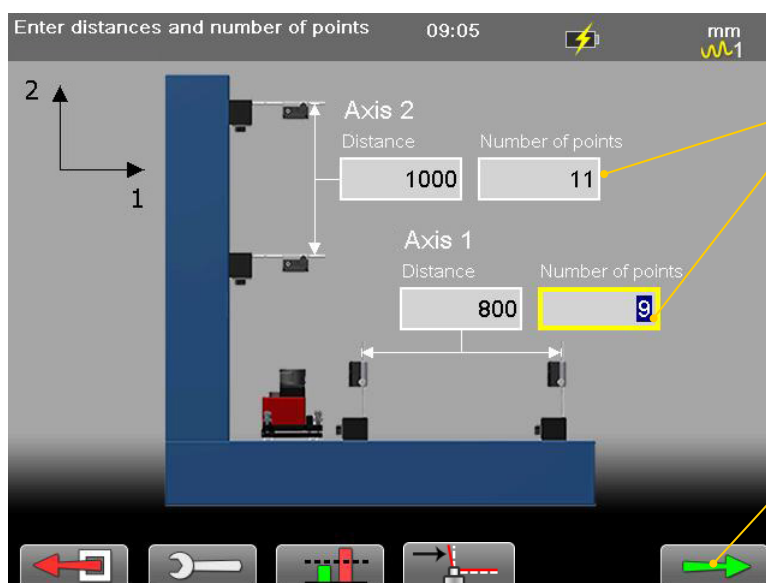 Enter distances and number of points 09:05 mm
1
2
Axis 2
Distance Number of points
1000 11
1
Axis 1
Distance Number of points
800 9